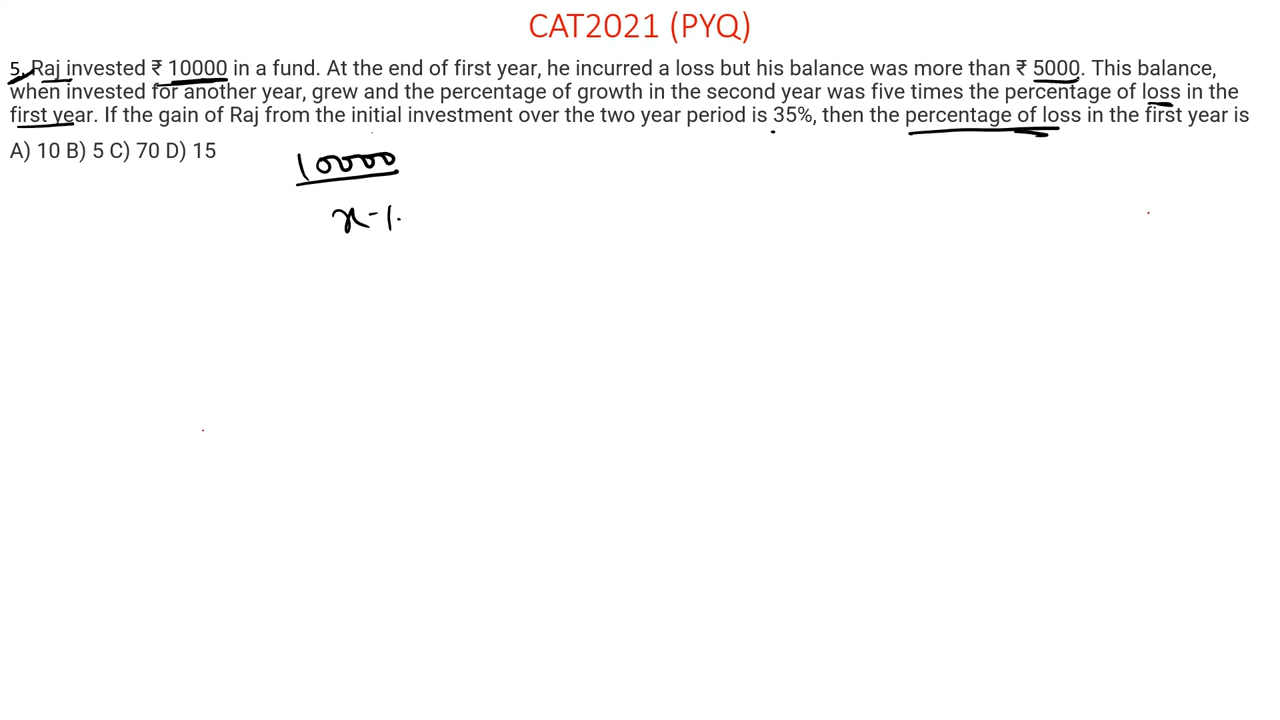 CAT2021 (PYQ)
5. Raj invested ₹ 10000 in a fund. At the end of first year, he incurred a loss but his balance was more than ₹ 5000. This balance,
when invested for another year, grew and the percentage of growth in the second year was five times the percentage of loss in the
first year. If the gain of Raj from the initial investment over the two year period is 35%, then the percentage of loss in the first year is
A) 10 B) 5 C) 70 D) 15
10000
x-1.